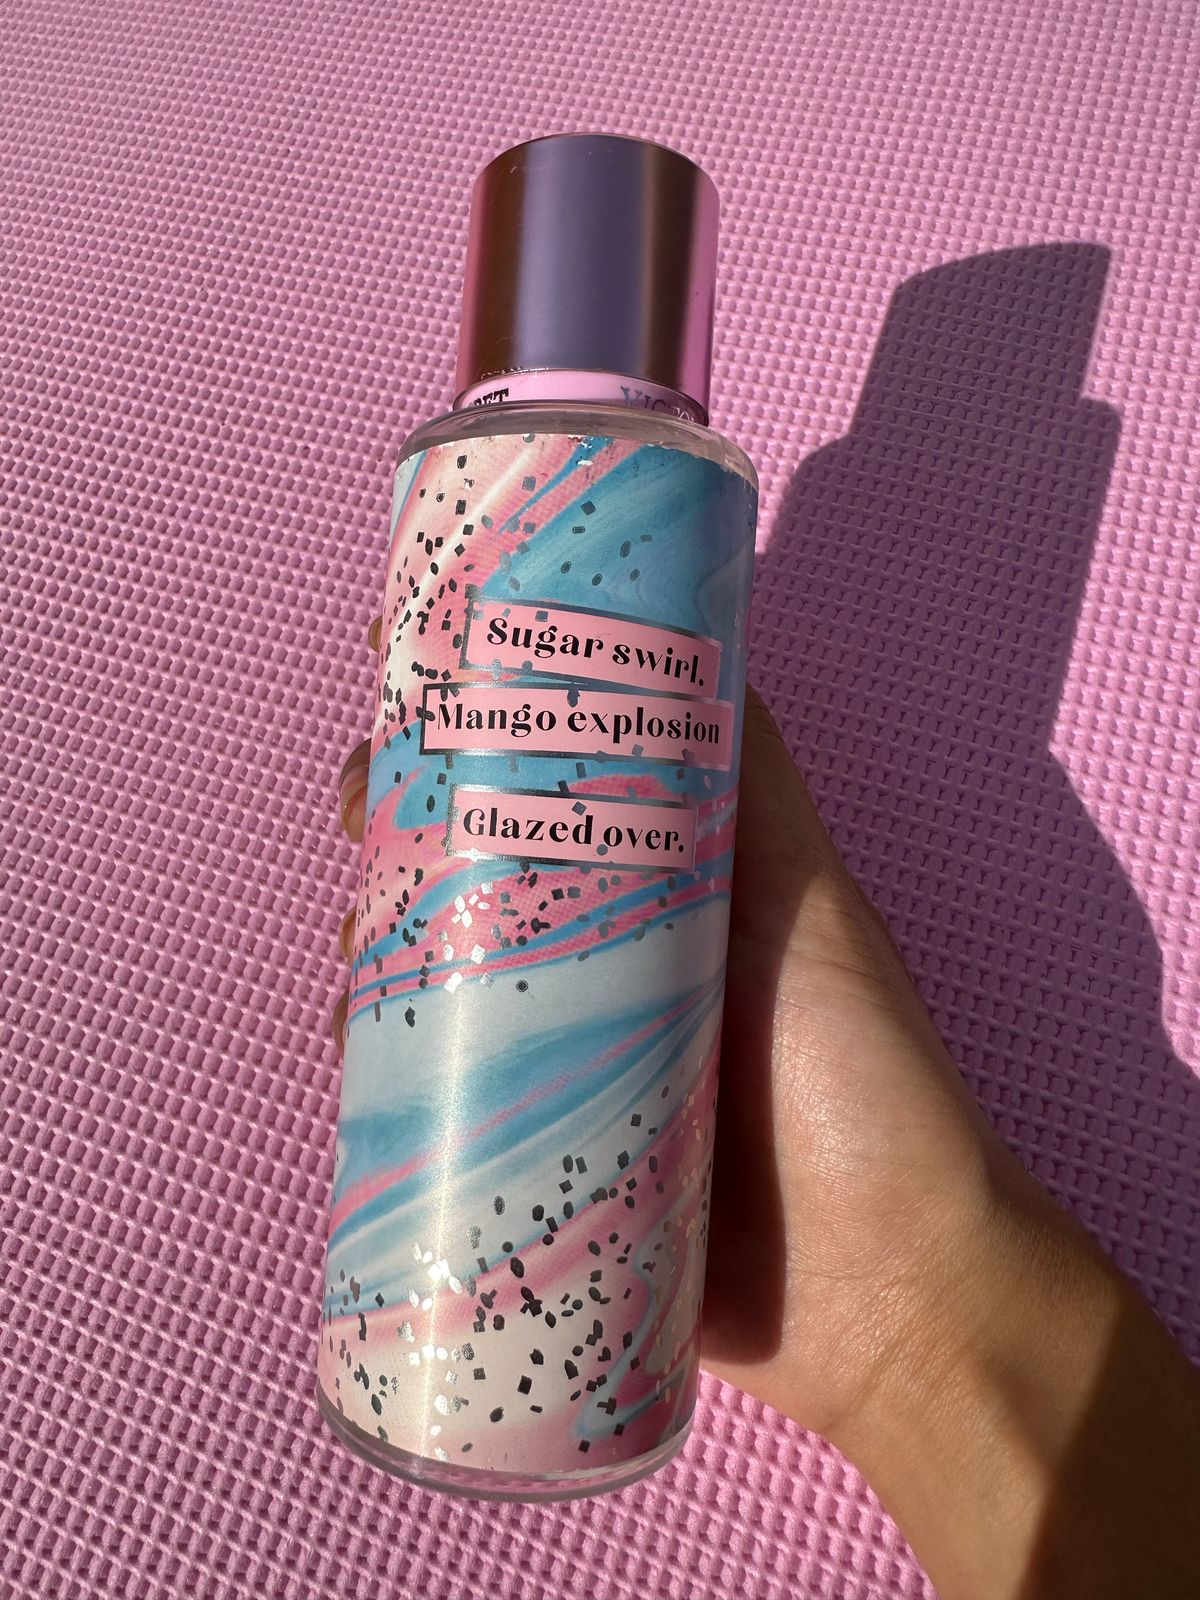 Sugar swirl.
Mango explosion
Glazed over.